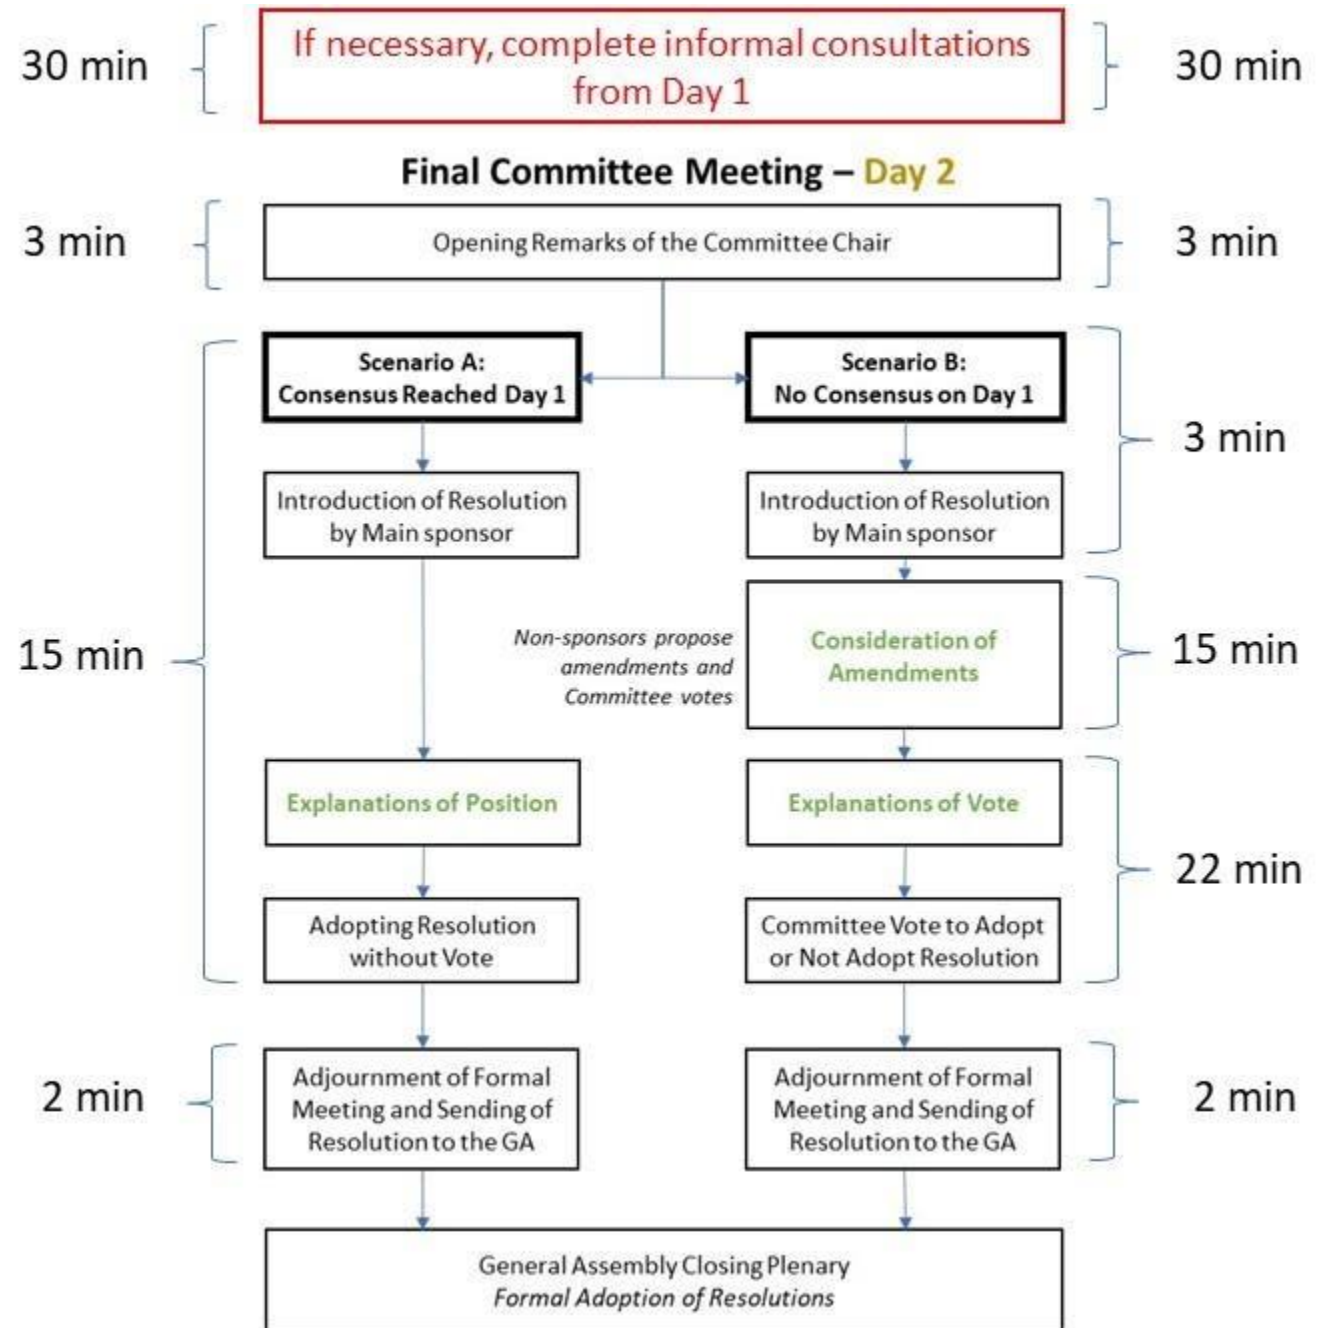 30 min
If necessary, complete informal consultations
from Day 1
30 min
Final Committee Meeting – Day 2
3 min
Opening Remarks of the Committee Chair
3 min
Scenario A:
Consensus Reached Day 1
Scenario B:
No Consensus on Day 1
3 min
Introduction of Resolution
by Main sponsor
Introduction of Resolution
by Main sponsor
15 min
Non-sponsors propose
amendments and
Committee votes
Consideration of
Amendments
15 min
Explanations of Position
Explanations of Vote
22 min
Adopting Resolution
without Vote
Committee Vote to Adopt
or Not Adopt Resolution
2 min
Adjournment of Formal
Meeting and Sending of
Resolution to the GA
Adjournment of Formal
Meeting and Sending of
Resolution to the GA
2 min
General Assembly Closing Plenary
Formal Adoption of Resolutions